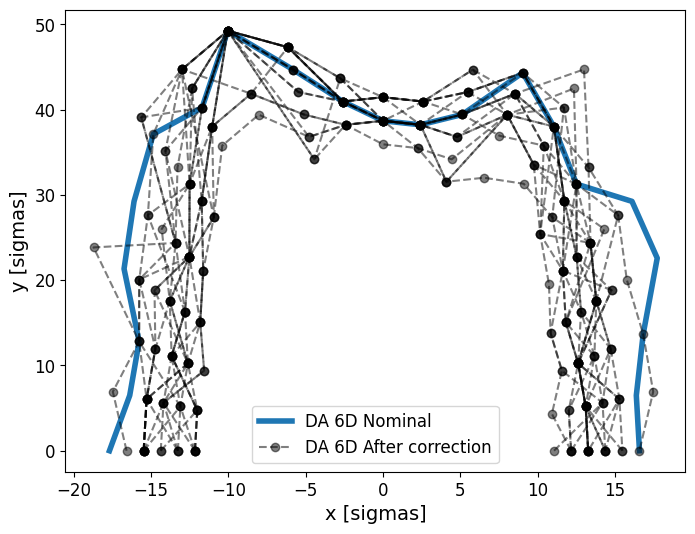 50
40
30
20
10
0
y [sigmas]
DA 6D Nominal
DA 6D After correction
−20 −15 −10 −5 0 5 10 15
x [sigmas]